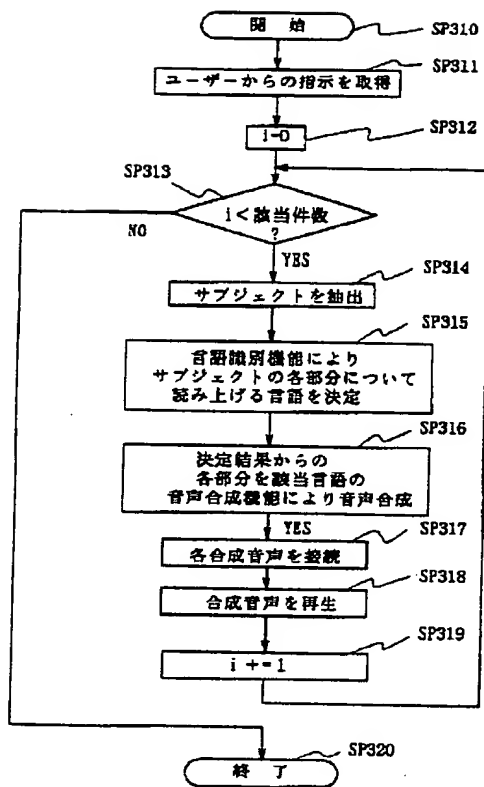 開 始
SP310
SP311
ユーザーからの指示を取得
i=0
SP312
SP313
i<該当件数
?
NO
YES
SP314
サブジェクトを抽出
SP315
言語識別機能により
サブジェクトの各部分について
読み上げる言語を決定
SP316
決定結果からの
各部分を該当言語の
音声合成機能により音声合成
YES
SP317
各合成音声を接続
SP318
合成音声を再生
SP319
i +=1
SP320
終 了